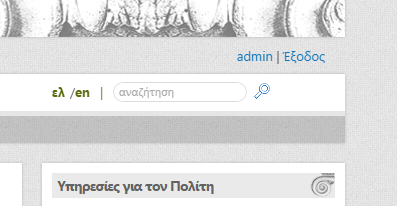 admin | Έξοδος
ελ /en | αναζήτηση
Υπηρεσίες για τον Πολίτη